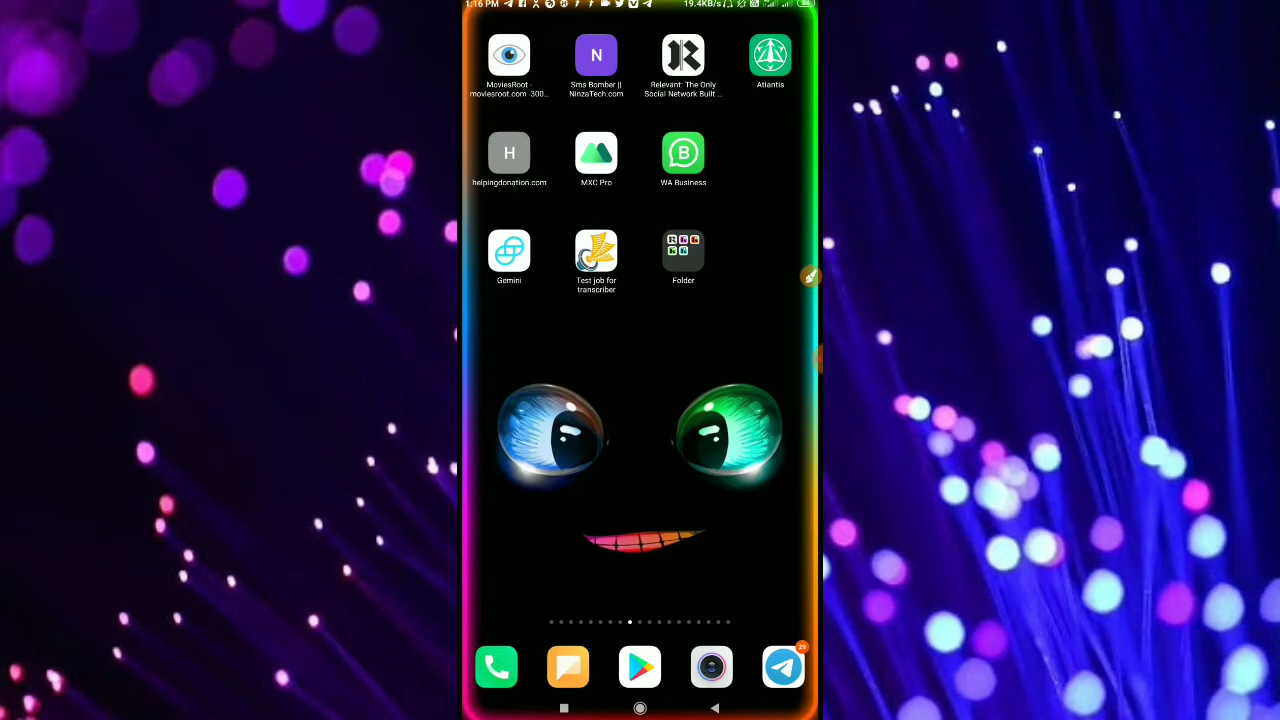 1:16 PM
19.4KB/s
MoviesRoot
moviesroot.com -300...
N
Sms Bomber ||
NinzaTech.com
Relevant: The Only
Social Network Built ...
Atlantis
H
helpingdonation.com
MXC Pro
B
WA Business
Gemini
Test job for
transcriber
Folder
29